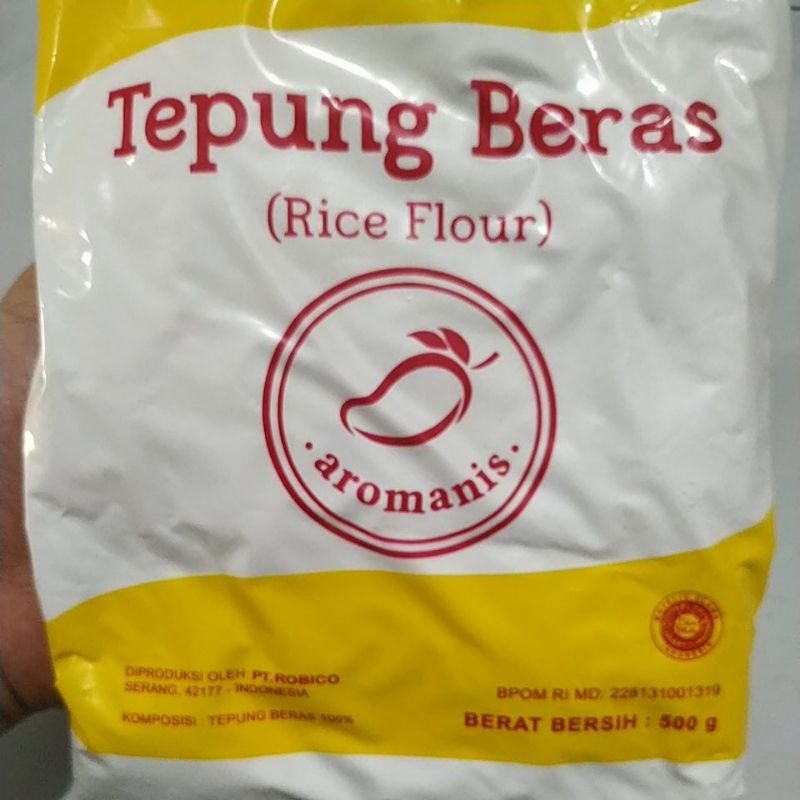 Tepung Beras
(Rice Flour)
· aromanis ·
DIPRODUKSI OLEH PT.ROBICO
SERANG, 42177 - INDONESIA
KOMPOSISI : TEPUNG BERAS 100%
BPOM RI MD. 228131001319
BERAT BERSIH : 500 g